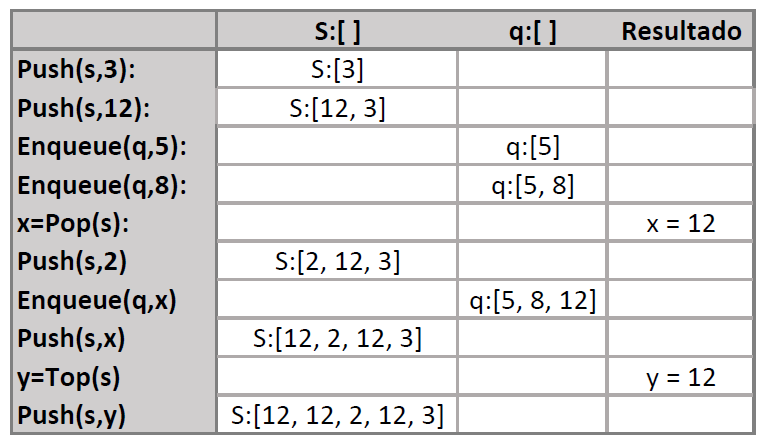 S:[ ] q:[ ] Resultado
Push(s,3): S:[3]
Push(s,12): S:[12, 3]
Enqueue(q,5): q:[5]
Enqueue(q,8): q:[5, 8]
x=Pop(s): x = 12
Push(s,2) S:[2, 12, 3]
Enqueue(q,x) q:[5, 8, 12]
Push(s,x) S:[12, 2, 12, 3]
y=Top(s) y = 12
Push(s,y) S:[12, 12, 2, 12, 3]